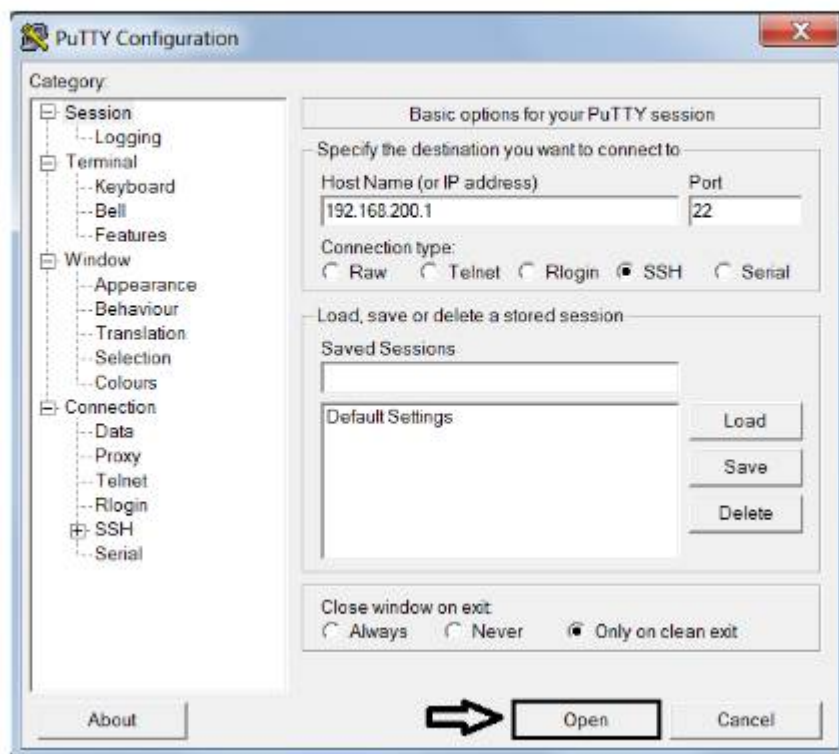 PuTTY Configuration
Category:
Session
Logging
Terminal
Keyboard
Bell
Features
Window
Appearance
Behaviour
Translation
Selection
Colours
Connection
Data
Proxy
Telnet
Rlogin
SSH
Serial
Basic options for your PuTTY session
Specify the destination you want to connect to
Host Name (or IP address) Port
192.168.200.1 22
Connection type:
Raw Telnet Rlogin SSH Serial
Load, save or delete a stored session
Saved Sessions
Default Settings
Load
Save
Delete
Close window on exit:
Always Never Only on clean exit
About Open Cancel